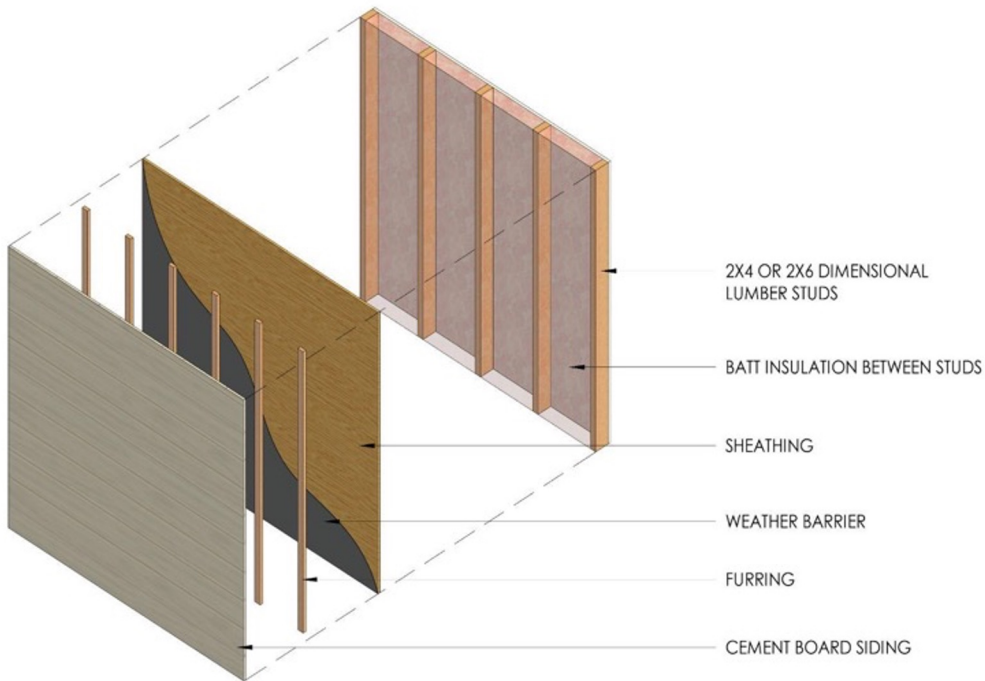 2X4 OR 2X6 DIMENSIONAL
LUMBER STUDS
BATT INSULATION BETWEEN STUDS
SHEATHING
WEATHER BARRIER
FURRING
CEMENT BOARD SIDING